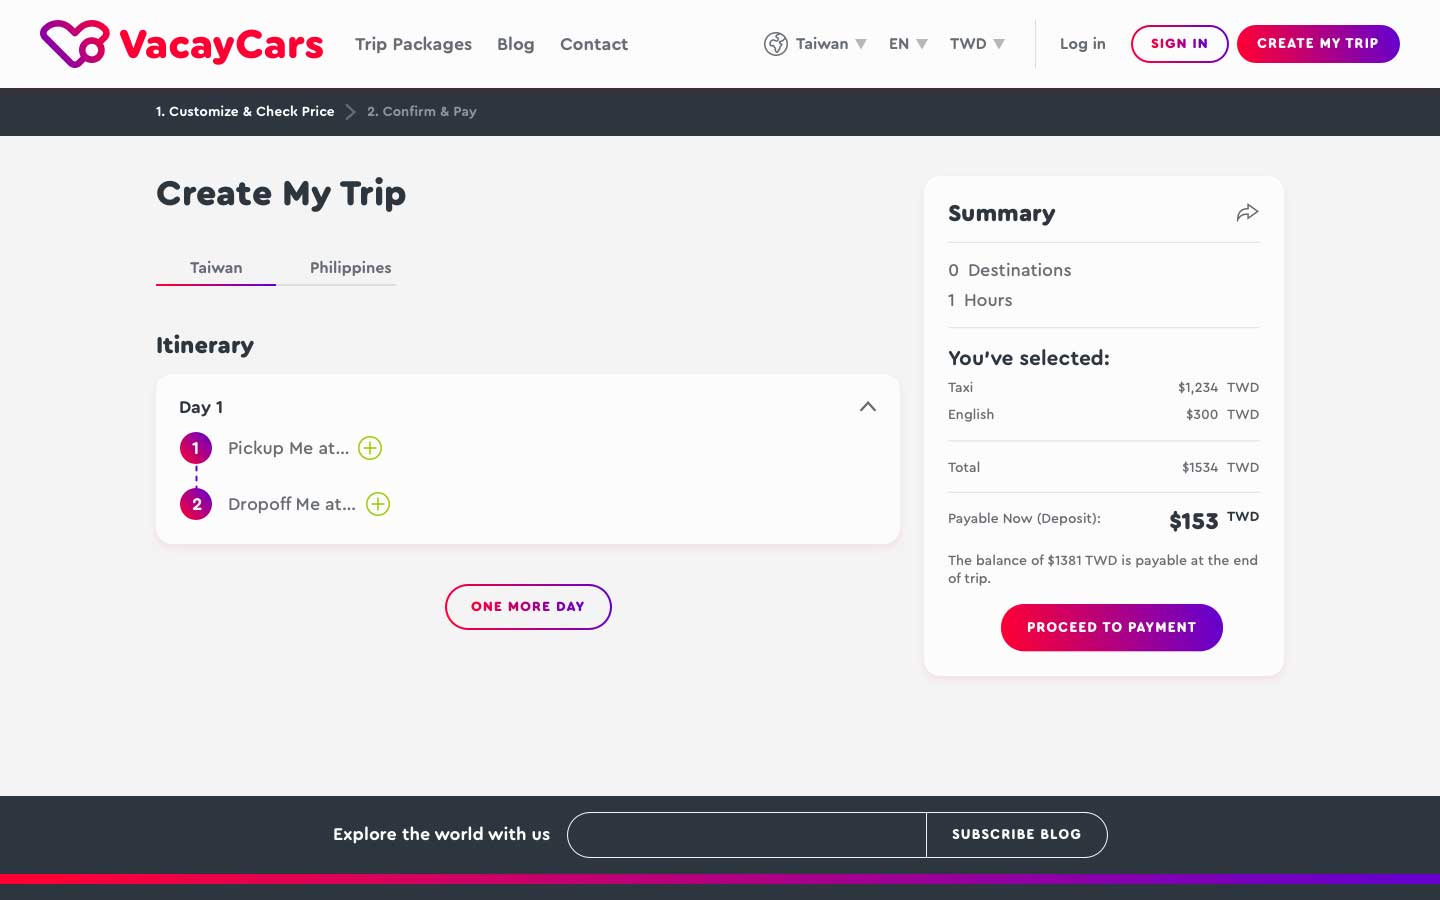 VacayCars Trip Packages Blog Contact Taiwan EN TWD Log in SIGN IN CREATE MY TRIP
1. Customize & Check Price 2. Confirm & Pay
Create My Trip
Taiwan Philippines
Itinerary
Day 1
1 Pickup Me at...
2 Dropoff Me at...
ONE MORE DAY
Summary
0 Destinations
1 Hours
You've selected:
Taxi $1,234 TWD
English $300 TWD
Total $1534 TWD
Payable Now (Deposit): $153 TWD
The balance of $1381 TWD is payable at the end
of trip.
PROCEED TO PAYMENT
Explore the world with us SUBSCRIBE BLOG